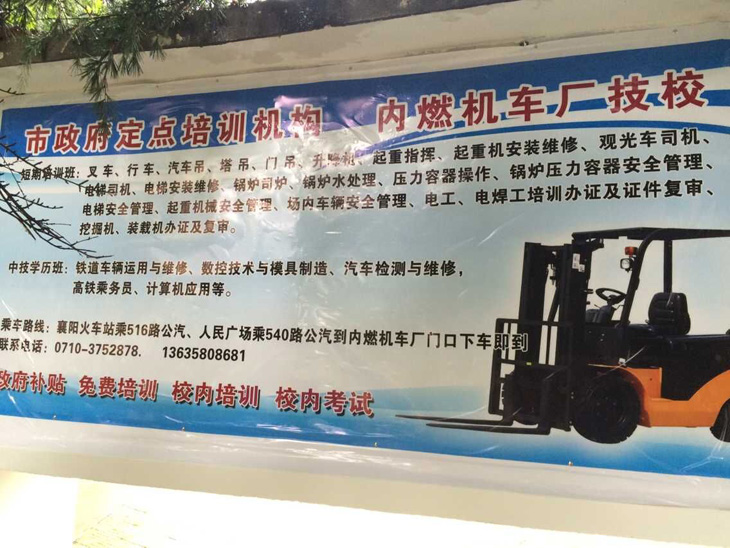 市政府定点培训机构 内燃机车厂技校
短期培训班：叉车、行车、汽车吊、塔吊、门吊、升降机、起重指挥、起重机安装维修、观光车司机、
电梯司机、电梯安装维修、锅炉司炉、锅炉水处理、压力容器操作、锅炉压力容器安全管理、
电梯安全管理、起重机械安全管理、场内车辆安全管理、电工、电焊工培训办证及证件复审、
挖掘机、装载机办证及复审。
中技学历班：铁道车辆运用与维修、数控技术与模具制造、汽车检测与维修，
高铁乘务员、计算机应用等。
乘车路线：襄阳火车站乘516路公汽、人民广场乘540路公汽到内燃机车厂门口下车即到
联系电话：0710-3752878. 13635808681
政府补贴 免费培训 校内培训 校内考试